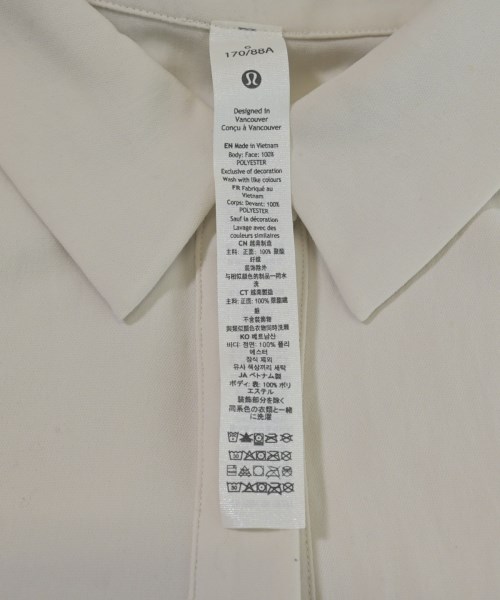 6
170/88A
Designed in
Vancouver
Conçu à Vancouver
EN Made in Vietnam
Body: Face: 100%
POLYESTER
Exclusive of decoration
Wash with like colours
FR Fabriqué au
Vietnam
Corps: Devant: 100%
POLYESTER
Sauf la décoration
Lavage avec des
couleurs similaires
CN 越南制造
主料: 正面: 100% 聚酯
纤维
装饰除外
与相似颜色的制品一同水
洗
CT 越南製造
主料: 正面: 100% 聚酯纖
維
不含裝飾物
與類似顏色衣物同時洗滌
KO 베트남산
바디: 정면: 100% 폴리
에스터
장식 제외
유사 색상끼리 세탁
JA ベトナム製
ボディ: 表: 100% ポリ
エステル
装飾部分を除く
同系色の衣類と一緒
に洗濯